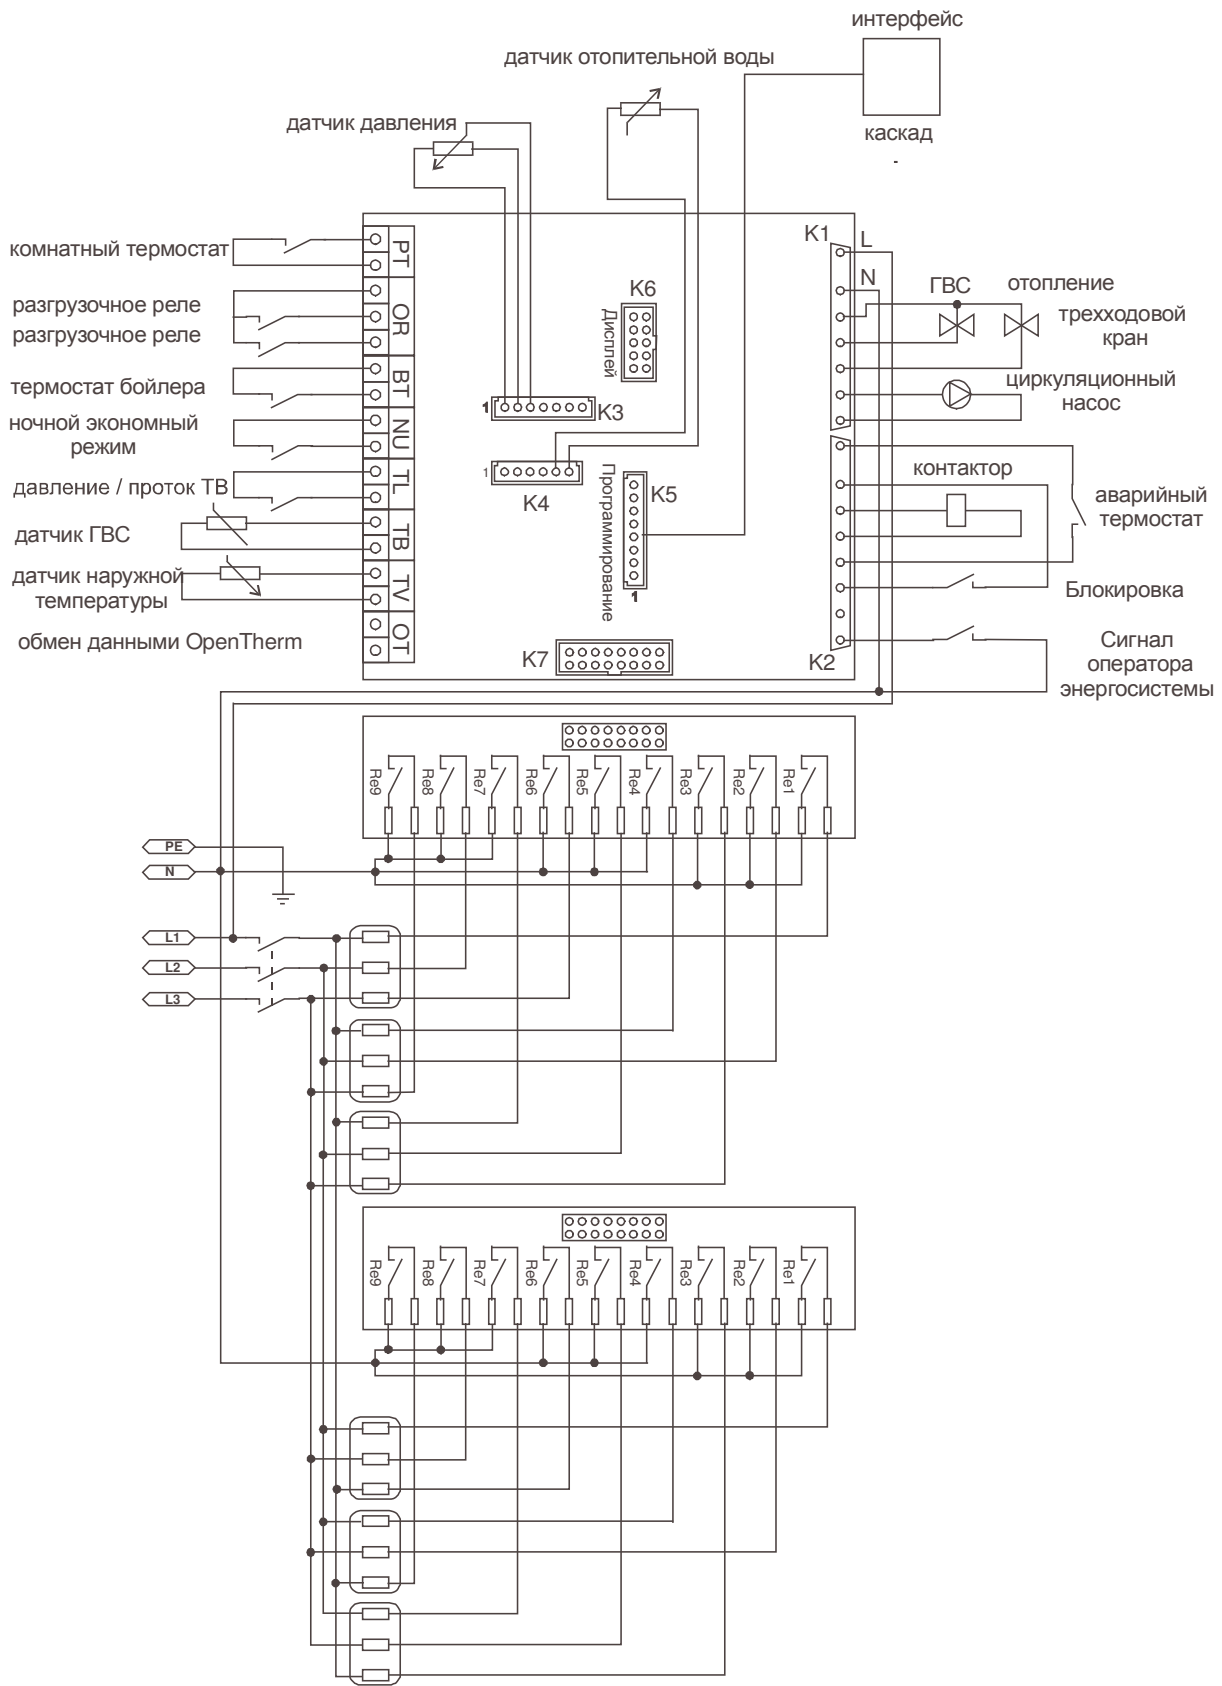 интерфейс
датчик отопительной воды
каскад
-
датчик давления
комнатный термостат
разгрузочное реле
разгрузочное реле
термостат бойлера
ночной экономный
режим
давление / проток ТВ
датчик ГВС
датчик наружной
температуры
обмен данными OpenTherm
PT
OR
BT
NU
TL
TB
TV
OT
K6
Дисплей
1
K3
1
K4
K5
Программирование
1
K7
K1
L
N
K2
ГВС
отопление
трехходовой
кран
циркуляционный
насос
контактор
аварийный
термостат
Блокировка
Сигнал
оператора
энергосистемы
Re9
Re8
Re7
Re6
Re5
Re4
Re3
Re2
Re1
PE
N
L1
L2
L3
Re9
Re8
Re7
Re6
Re5
Re4
Re3
Re2
Re1